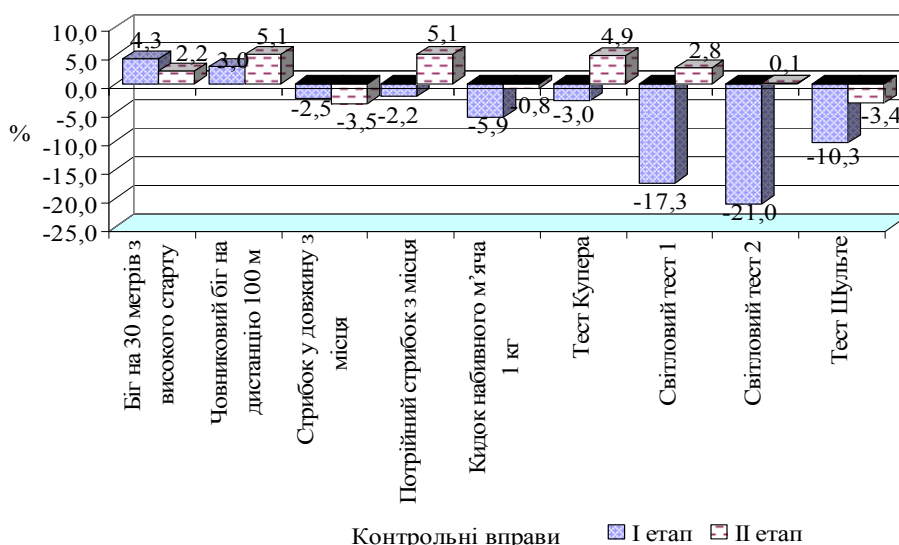 10,0
5,0
0,0
-5,0
-10,0
-15,0
-20,0
-25,0
%
4,3
2,2
3,0
5,1
-2,5
-3,5
-2,2
5,1
-5,9
-0,8
-3,0
4,9
-17,3
2,8
-21,0
0,1
-10,3
-3,4
Біг на 30 метрів з
високого старту
Човниковий біг на
дистанцію 100 м
Стрибок у довжину з
місця
Потрійний стрибок з місця
Кидок набивного м’яча
1 кг
Тест Купера
Світловий тест 1
Світловий тест 2
Тест Шульте
Контрольні вправи
I етап
II етап